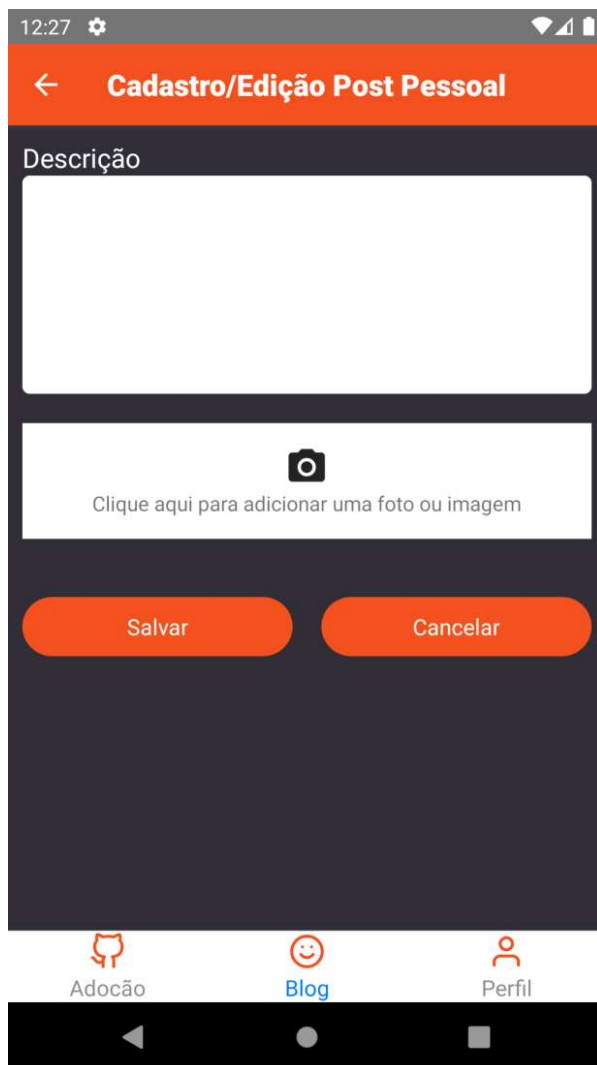 12:27
Cadastro/Edição Post Pessoal
Descrição
Clique aqui para adicionar uma foto ou imagem
Salvar Cancelar
Adocão Blog Perfil